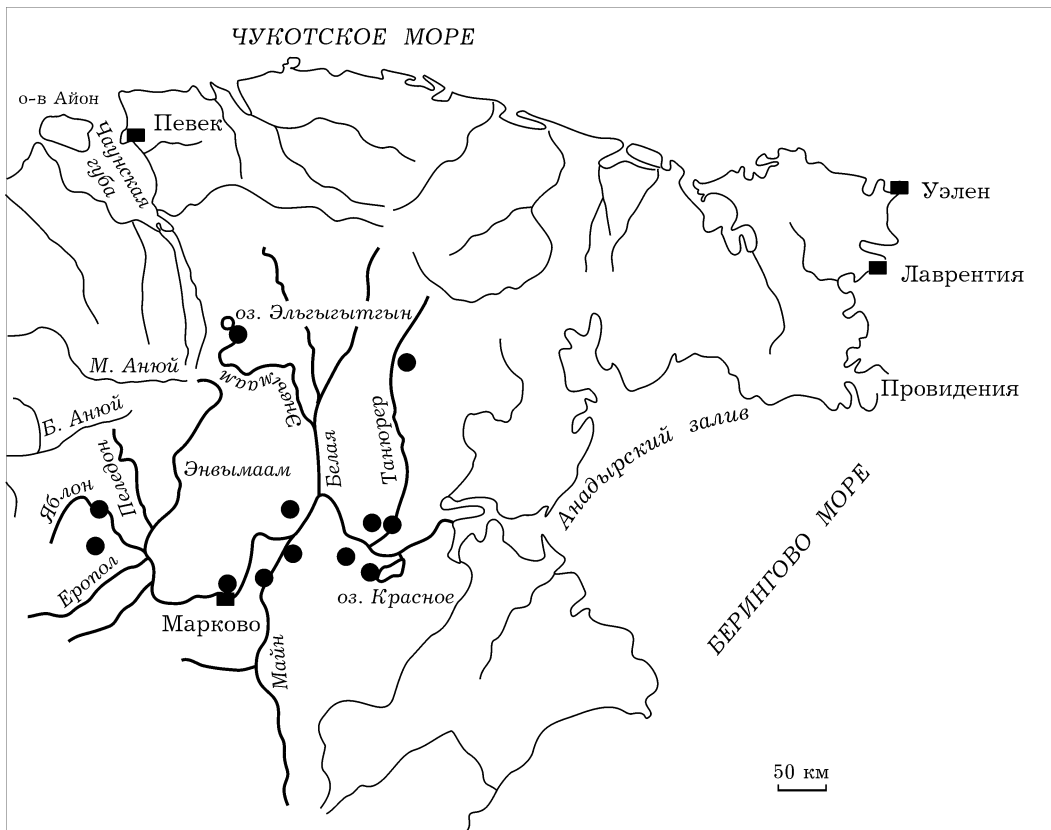 ЧУКОТСКОЕ МОРЕ
о-в Айон
Певек
Чаунская
губа
Уэлен
Лаврентия
оз. Эльгыгытгын
М. Анюй
Энвымаам
Провидения
Б. Анюй
Танюрер
Анадырский залив
Пеледон
Энвымаам
Белая
Яблон
БЕРИНГОВО МОРЕ
Еропол
оз. Красное
Марково
Майн
50 км